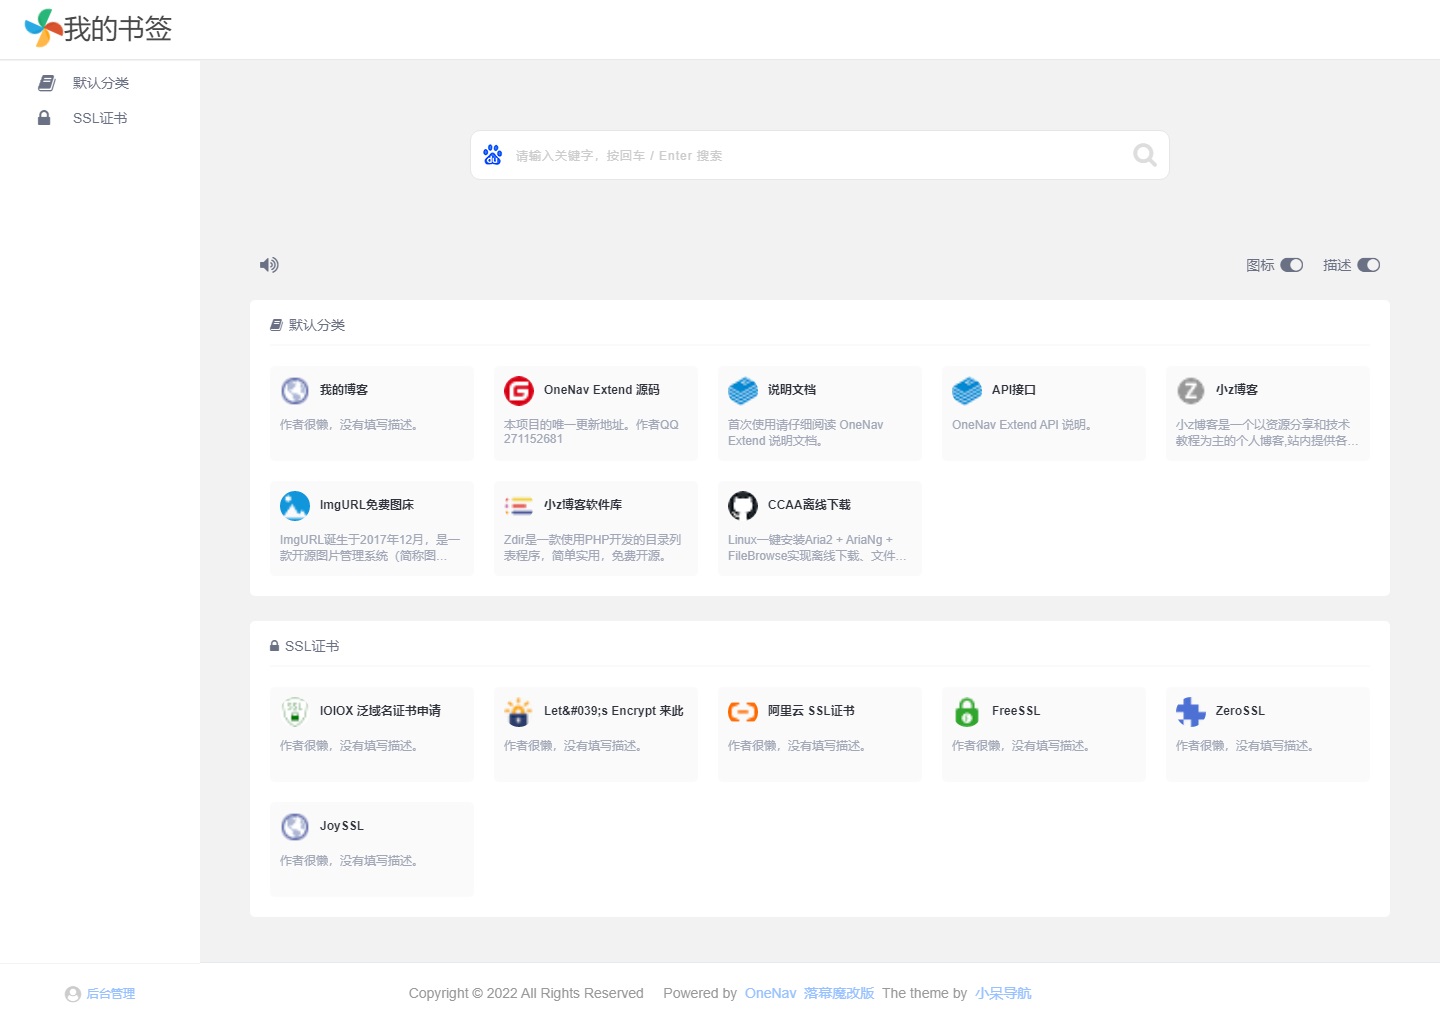 我的书签
默认分类
SSL证书
请输入关键字，按回车 / Enter 搜索
图标 描述
默认分类
我的博客
作者很懒，没有填写描述。
OneNav Extend 源码
本项目的唯一更新地址。作者QQ
271152681
说明文档
首次使用请仔细阅读 OneNav
Extend 说明文档。
API接口
OneNav Extend API 说明。
小z博客
小z博客是一个以资源分享和技术
教程为主的个人博客,站内提供各...
ImgURL免费图床
ImgURL诞生于2017年12月，是一
款开源图片管理系统（简称图...
小z博客软件库
Zdir是一款使用PHP开发的目录列
表程序，简单实用，免费开源。
CCAA离线下载
Linux一键安装Aria2 + AriaNg +
FileBrowse实现离线下载、文件...
SSL证书
IOIOX 泛域名证书申请
作者很懒，没有填写描述。
Let&#039;s Encrypt 来此
作者很懒，没有填写描述。
阿里云 SSL证书
作者很懒，没有填写描述。
FreeSSL
作者很懒，没有填写描述。
ZeroSSL
作者很懒，没有填写描述。
JoySSL
作者很懒，没有填写描述。
后台管理
Copyright © 2022 All Rights Reserved Powered by OneNav 落幕魔改版 The theme by 小呆导航